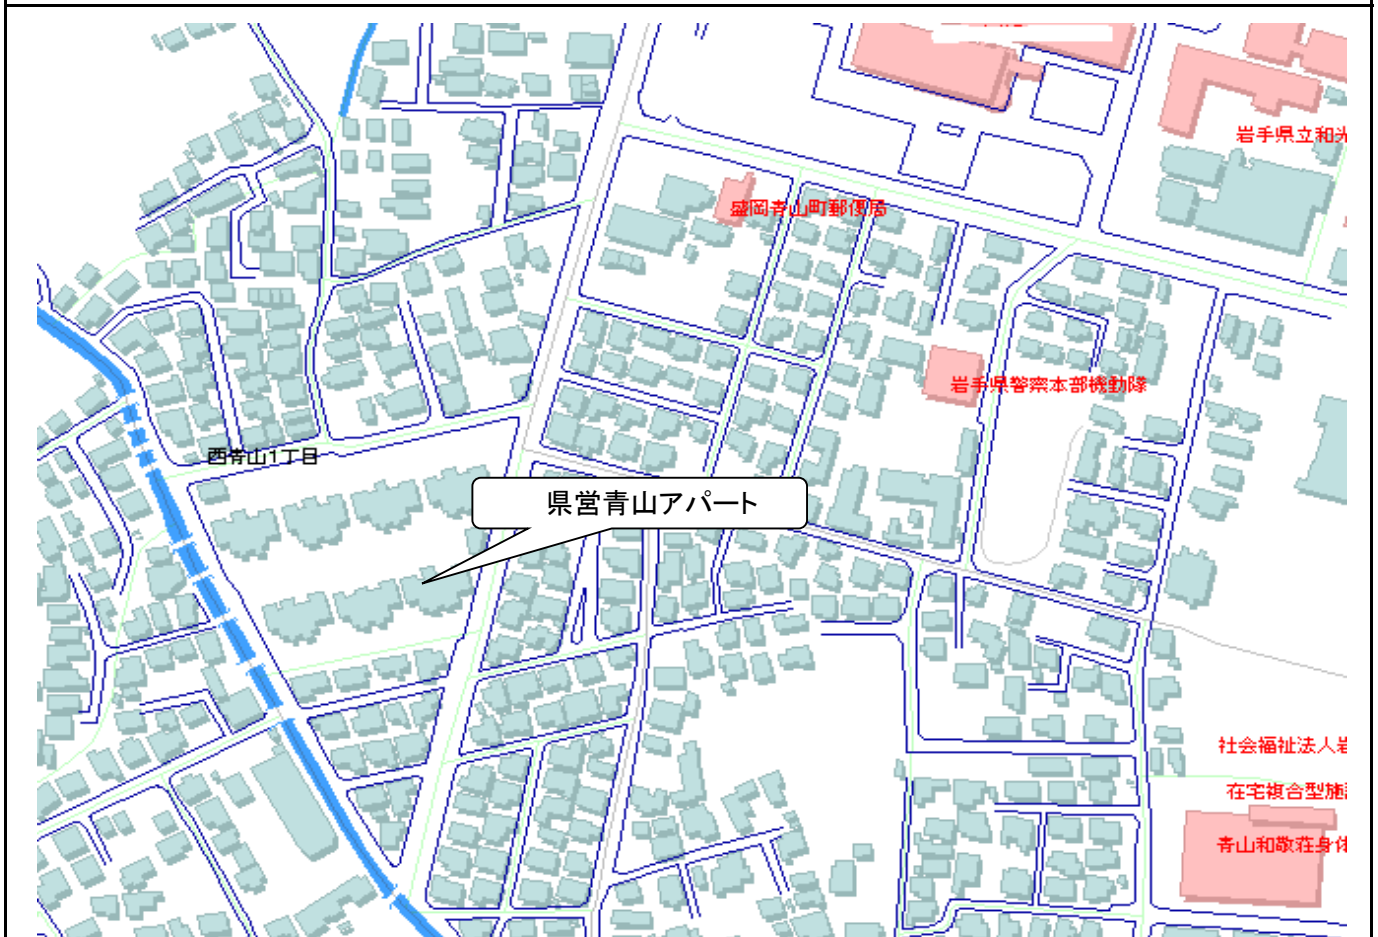 岩手県立和光
盛岡青山町郵便局
岩手県警察本部機動隊
西青山1丁目
県営青山アパート
社会福祉法人岩
在宅複合型施設
青山和敬荘身体